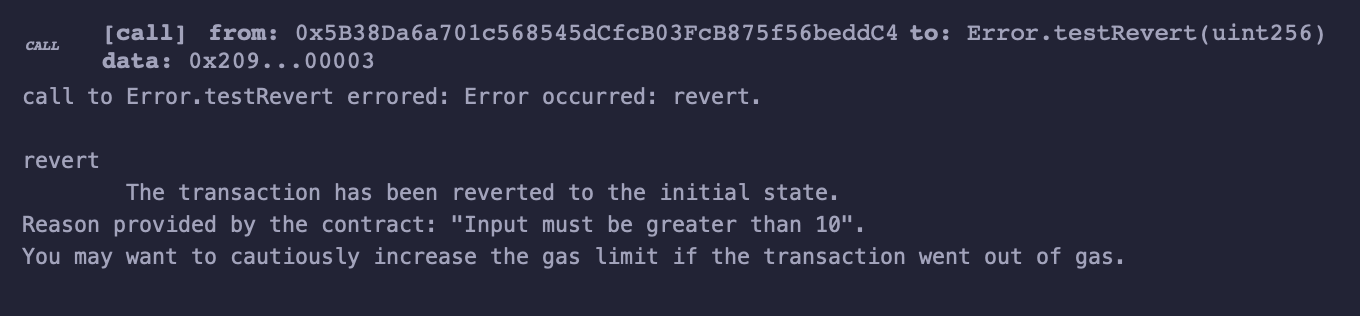 CALL [call] from: 0x5B38Da6a701c568545dCfcB03FcB875f56beddC4 to: Error.testRevert(uint256)
data: 0x209...00003
call to Error.testRevert errored: Error occurred: revert.
revert
The transaction has been reverted to the initial state.
Reason provided by the contract: "Input must be greater than 10".
You may want to cautiously increase the gas limit if the transaction went out of gas.